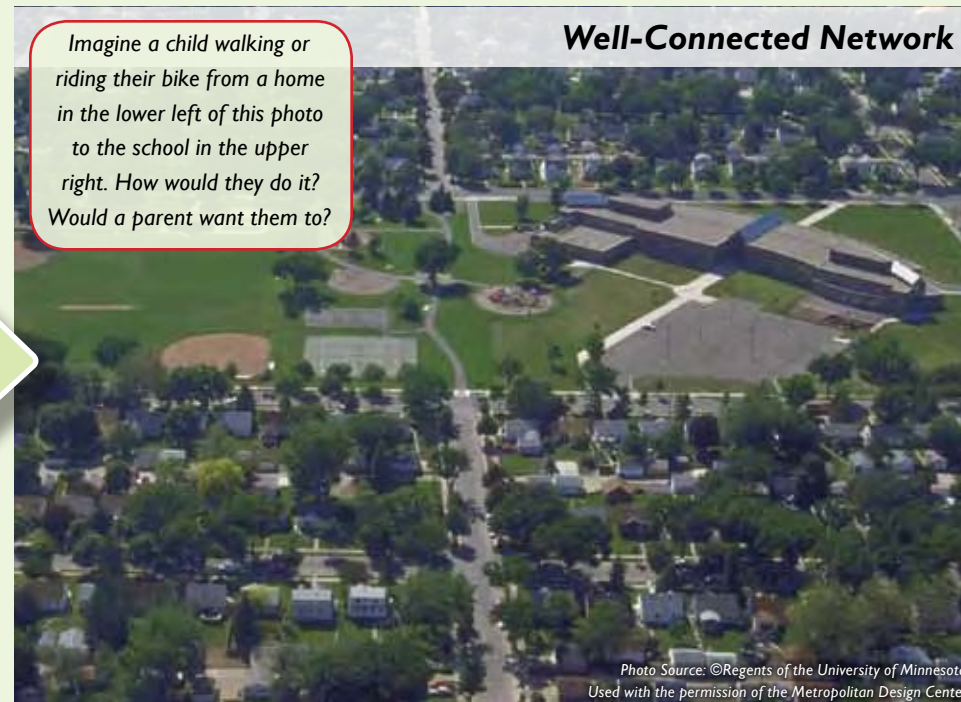 Well-Connected Network
Imagine a child walking or
riding their bike from a home
in the lower left of this photo
to the school in the upper
right. How would they do it?
Would a parent want them to?
Photo Source: ©Regents of the University of Minnesota
Used with the permission of the Metropolitan Design Cente